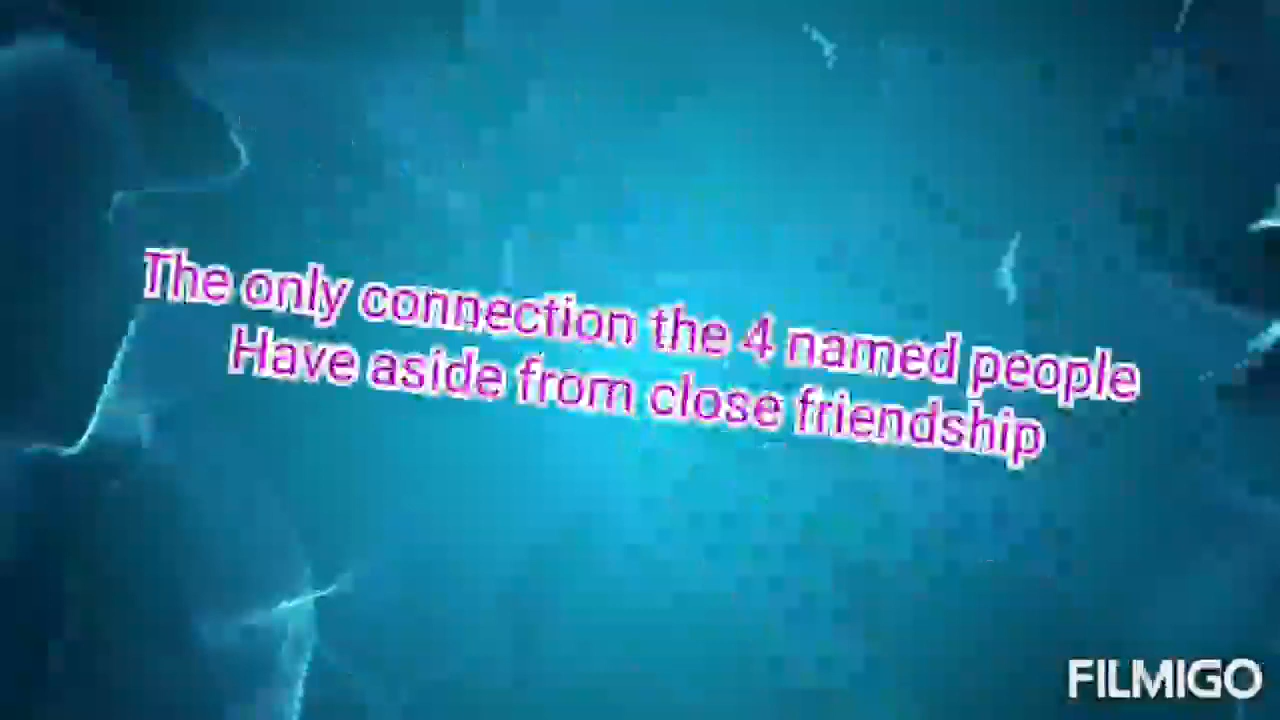 The only connection the 4 named people
Have aside from close friendship
FILMIGO